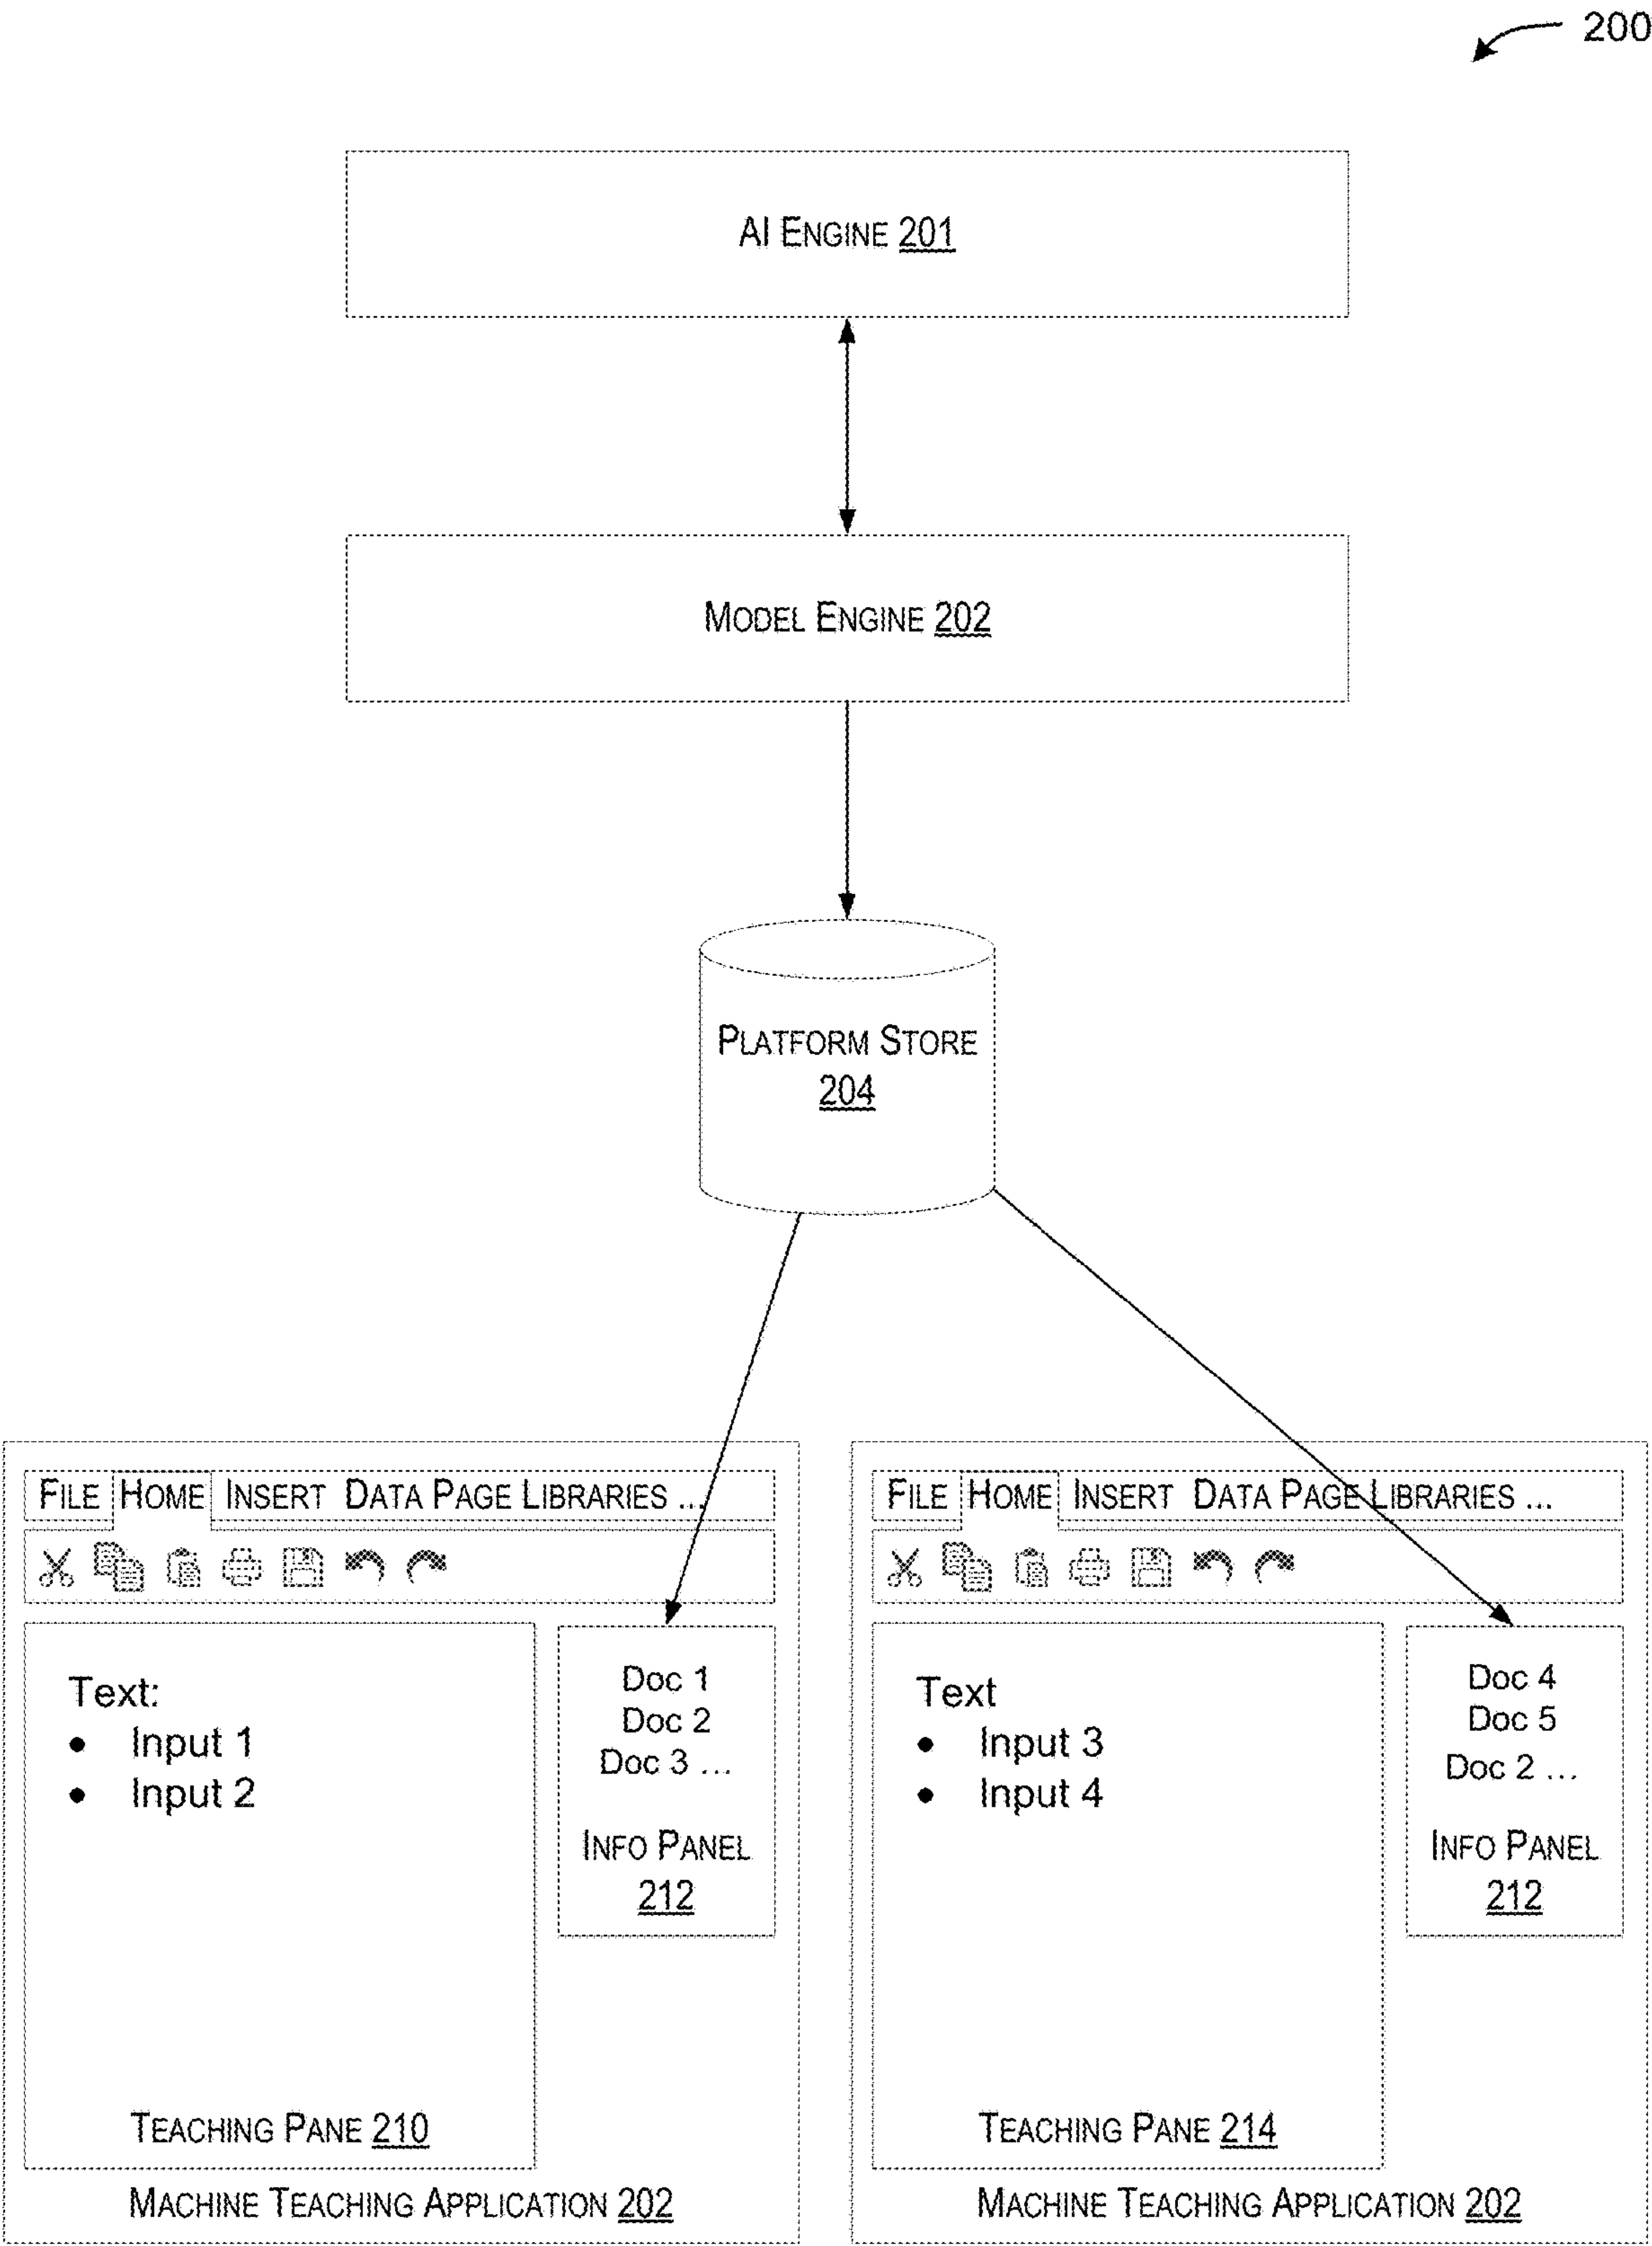 200
AI ENGINE 201
MODEL ENGINE 202
PLATFORM STORE
204
FILE HOME INSERT DATA PAGE LIBRARIES ...
Text:
• Input 1
• Input 2
Doc 1
Doc 2
Doc 3 ...
INFO PANEL
212
TEACHING PANE 210
MACHINE TEACHING APPLICATION 202
FILE HOME INSERT DATA PAGE LIBRARIES ...
Text
• Input 3
• Input 4
Doc 4
Doc 5
Doc 2 ...
INFO PANEL
212
TEACHING PANE 214
MACHINE TEACHING APPLICATION 202